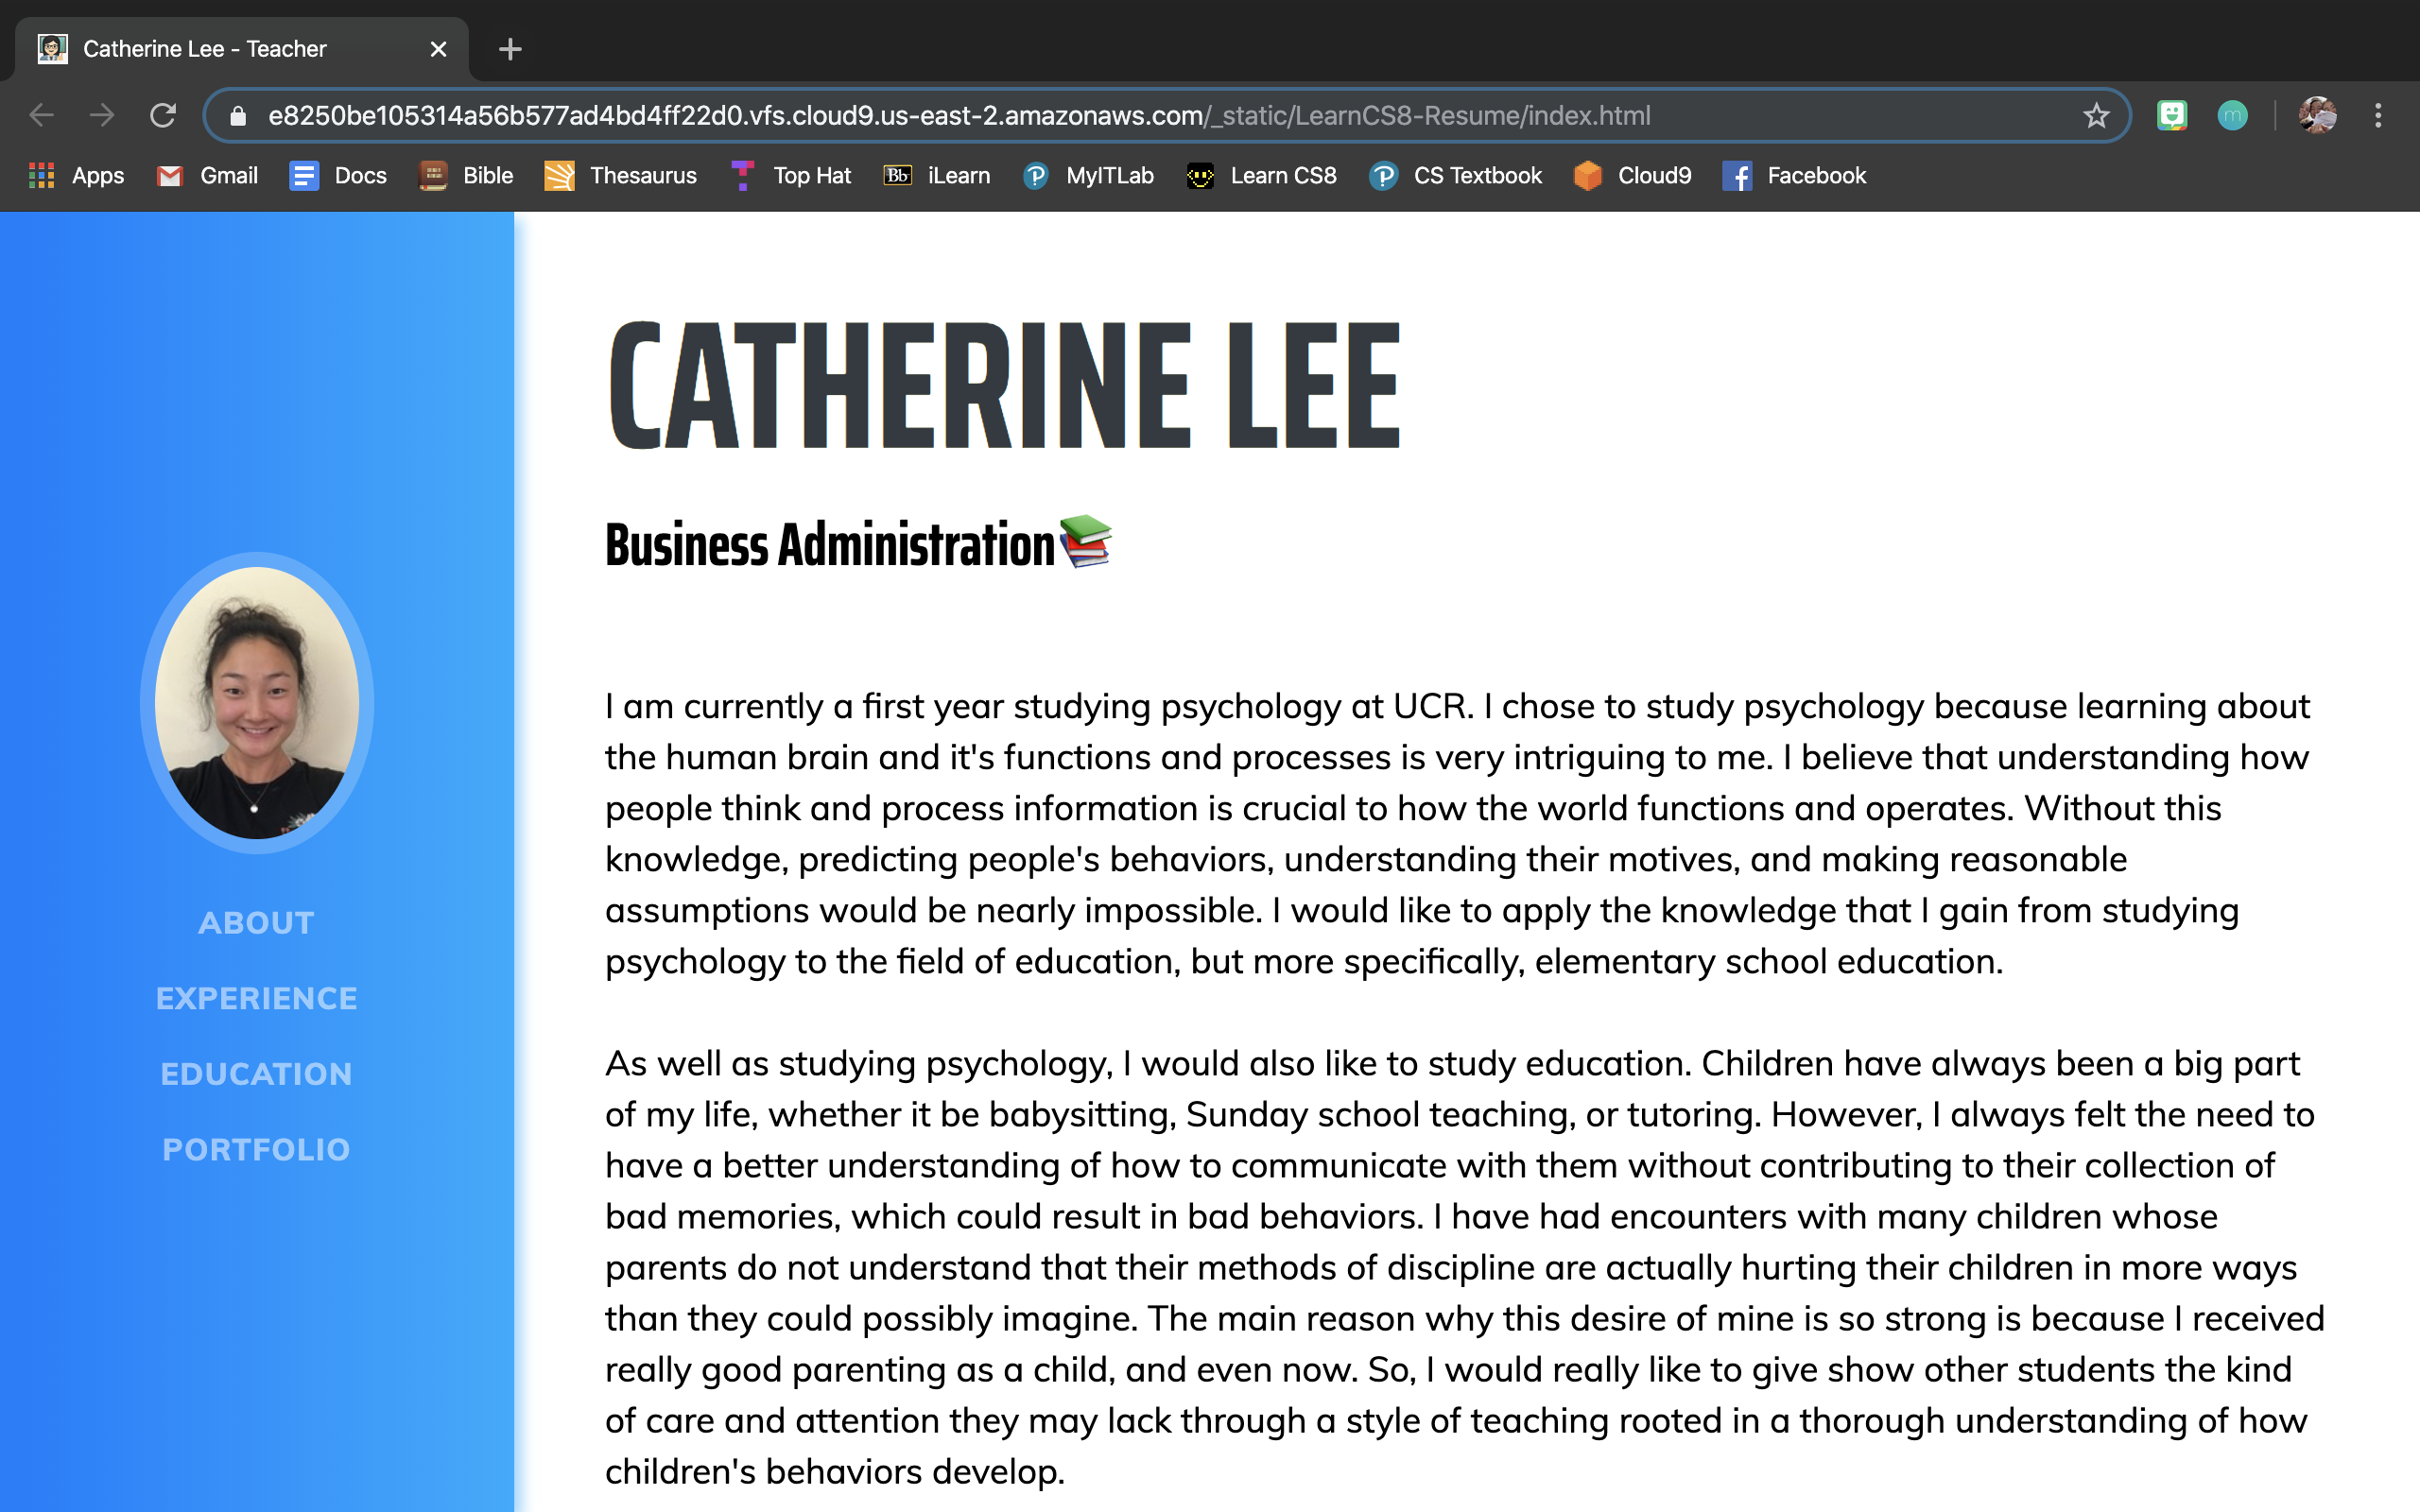 Catherine Lee - Teacher
e8250be105314a56b577ad4bd4ff22d0.vfs.cloud9.us-east-2.amazonaws.com/_static/LearnCS8-Resume/index.html
m
Apps Gmail Docs Bible Thesaurus Top Hat Bb iLearn MyITLab Learn CS8 CS Textbook Cloud9 Facebook
CATHERINE LEE
Business Administration📚
ABOUT
EXPERIENCE
EDUCATION
PORTFOLIO
I am currently a first year studying psychology at UCR. I chose to study psychology because learning about
the human brain and it's functions and processes is very intriguing to me. I believe that understanding how
people think and process information is crucial to how the world functions and operates. Without this
knowledge, predicting people's behaviors, understanding their motives, and making reasonable
assumptions would be nearly impossible. I would like to apply the knowledge that I gain from studying
psychology to the field of education, but more specifically, elementary school education.
As well as studying psychology, I would also like to study education. Children have always been a big part
of my life, whether it be babysitting, Sunday school teaching, or tutoring. However, I always felt the need to
have a better understanding of how to communicate with them without contributing to their collection of
bad memories, which could result in bad behaviors. I have had encounters with many children whose
parents do not understand that their methods of discipline are actually hurting their children in more ways
than they could possibly imagine. The main reason why this desire of mine is so strong is because I received
really good parenting as a child, and even now. So, I would really like to give show other students the kind
of care and attention they may lack through a style of teaching rooted in a thorough understanding of how
children's behaviors develop.